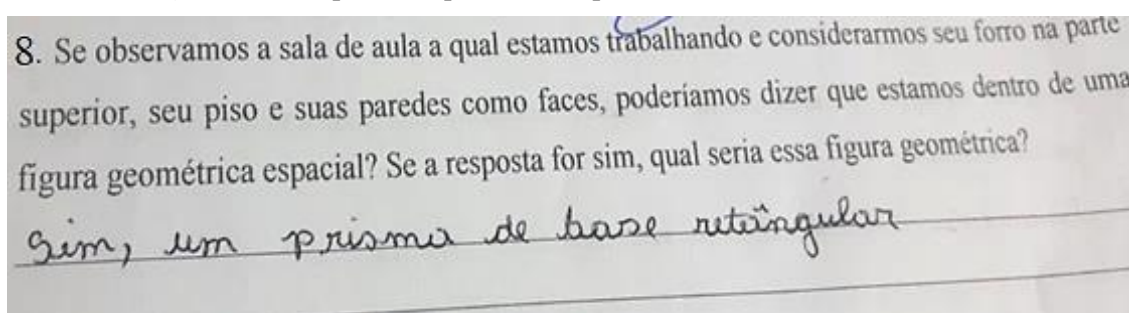 8. Se observamos a sala de aula a qual estamos trabalhando e considerarmos seu forro na parte
superior, seu piso e suas paredes como faces, poderíamos dizer que estamos dentro de uma
figura geométrica espacial? Se a resposta for sim, qual seria essa figura geométrica?
Sim, um prisma de base retângular